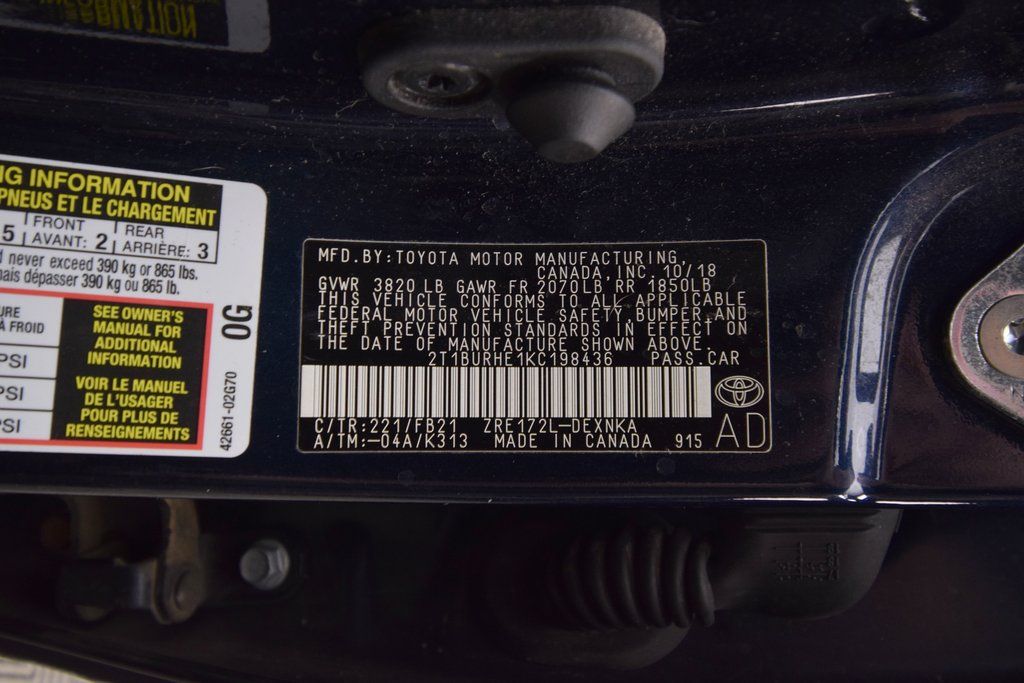 NG INFORMATION
PNEUS ET LE CHARGEMENT
5 FRONT AVANT: 2 REAR ARRIÈRE: 3
d never exceed 390 kg or 865 lbs.
mais dépasser 390 kg ou 865 lb.
URE
À FROID
PSI
PSI
PSI
SEE OWNER'S
MANUAL FOR
ADDITIONAL
INFORMATION
VOIR LE MANUEL
DE L'USAGER
POUR PLUS DE
RENSEIGNEMENTS
0G
42661-02G70
MFD.BY:TOYOTA MOTOR MANUFACTURING,
CANADA,INC.10/18
GVWR 3820LB GAWR FR 2070LB RR 1850LB
THIS VEHICLE CONFORMS TO ALL APPLICABLE
FEDERAL MOTOR VEHICLE SAFETY,BUMPER,AND
THEFT PREVENTION STANDARDS IN EFFECT ON
THE DATE OF MANUFACTURE SHOWN ABOVE.
2T1BURHE1KC198436 PASS.CAR
C/TR:221/FB21 ZRE172L-DEXNKA
A/TM:-04A/K313 MADE IN CANADA 915 AD